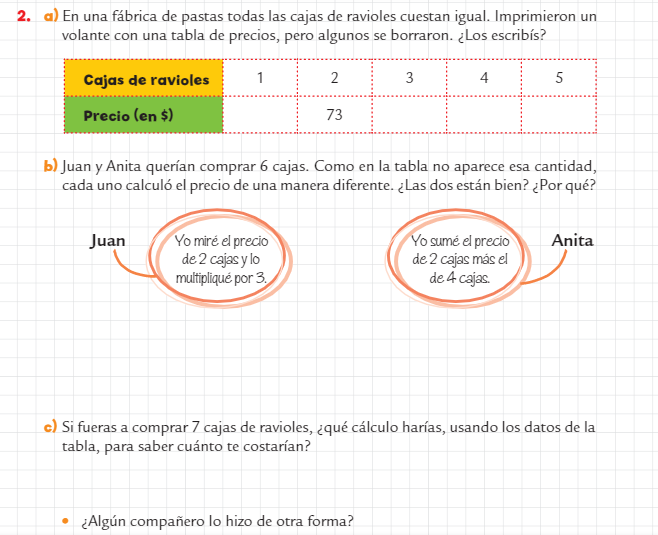 2. a) En una fábrica de pastas todas las cajas de ravioles cuestan igual. Imprimieron un
volante con una tabla de precios, pero algunos se borraron. ¿Los escribís?
Cajas de ravioles 1 2 3 4 5
Precio (en $) 73
b) Juan y Anita querían comprar 6 cajas. Como en la tabla no aparece esa cantidad,
cada uno calculó el precio de una manera diferente. ¿Las dos están bien? ¿Por qué?
Juan
Yo miré el precio
de 2 cajas y lo
multipliqué por 3.
Yo sumé el precio
de 2 cajas más el
de 4 cajas.
Anita
c) Si fueras a comprar 7 cajas de ravioles, ¿qué cálculo harías, usando los datos de la
tabla, para saber cuánto te costarían?
• ¿Algún compañero lo hizo de otra forma?